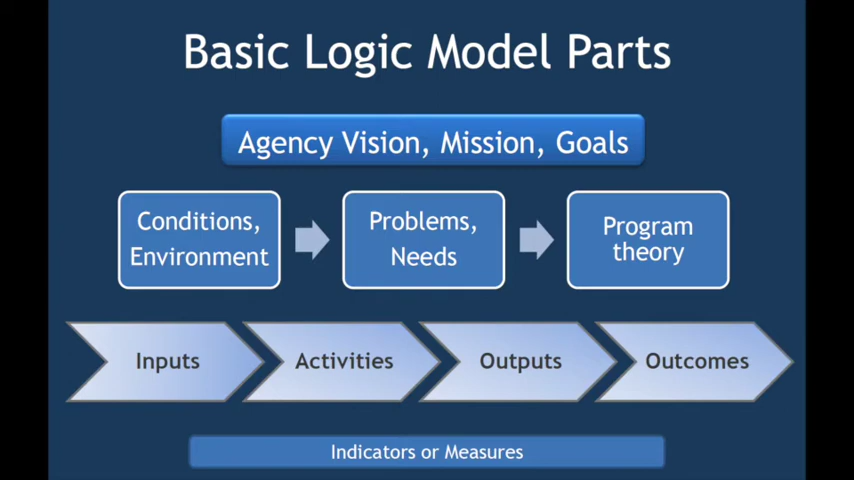 Basic Logic Model Parts
Agency Vision, Mission, Goals
Conditions,
Environment
Problems,
Needs
Program
theory
Inputs
Activities
Outputs
Outcomes
Indicators or Measures